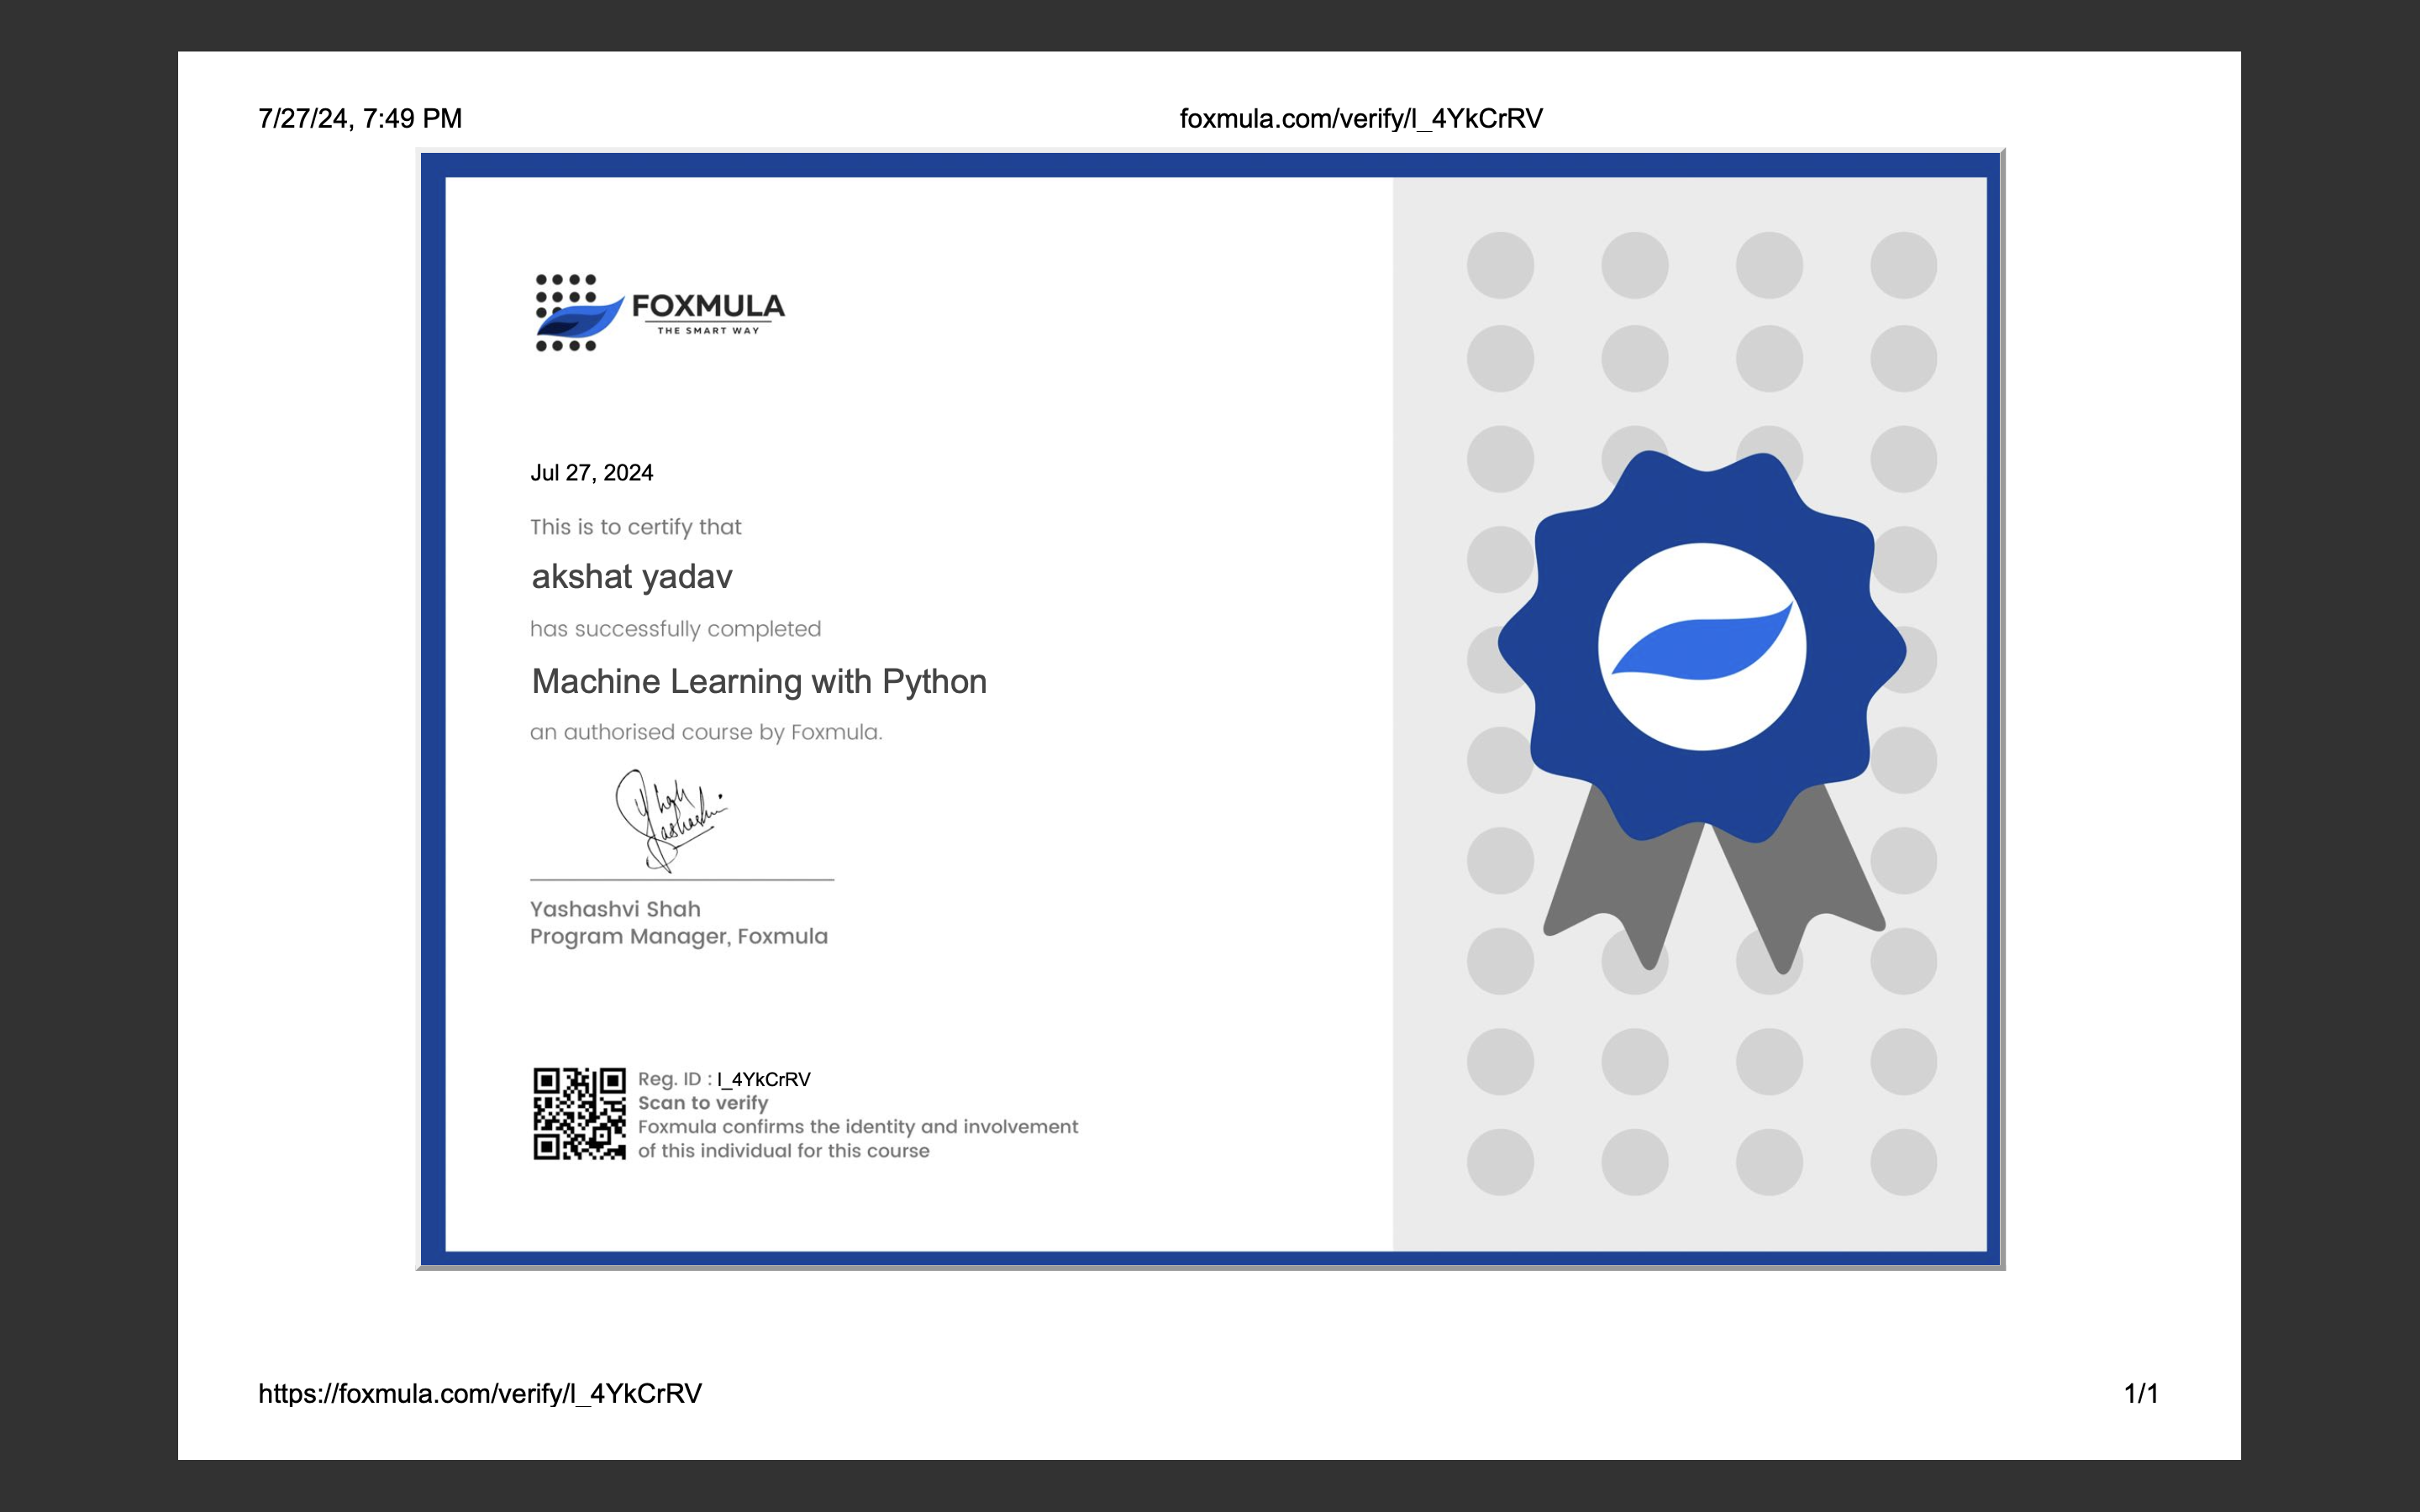 7/27/24, 7:49 PM
foxmula.com/verify/l_4YkCrRV
FOXMULA
THE SMART WAY
Jul 27, 2024
This is to certify that
akshat yadav
has successfully completed
Machine Learning with Python
an authorised course by Foxmula.
Yashashvi Shah
Program Manager, Foxmula
Reg. ID : l_4YkCrRV
Scan to verify
Foxmula confirms the identity and involvement
of this individual for this course
https://foxmula.com/verify/l_4YkCrRV
1/1